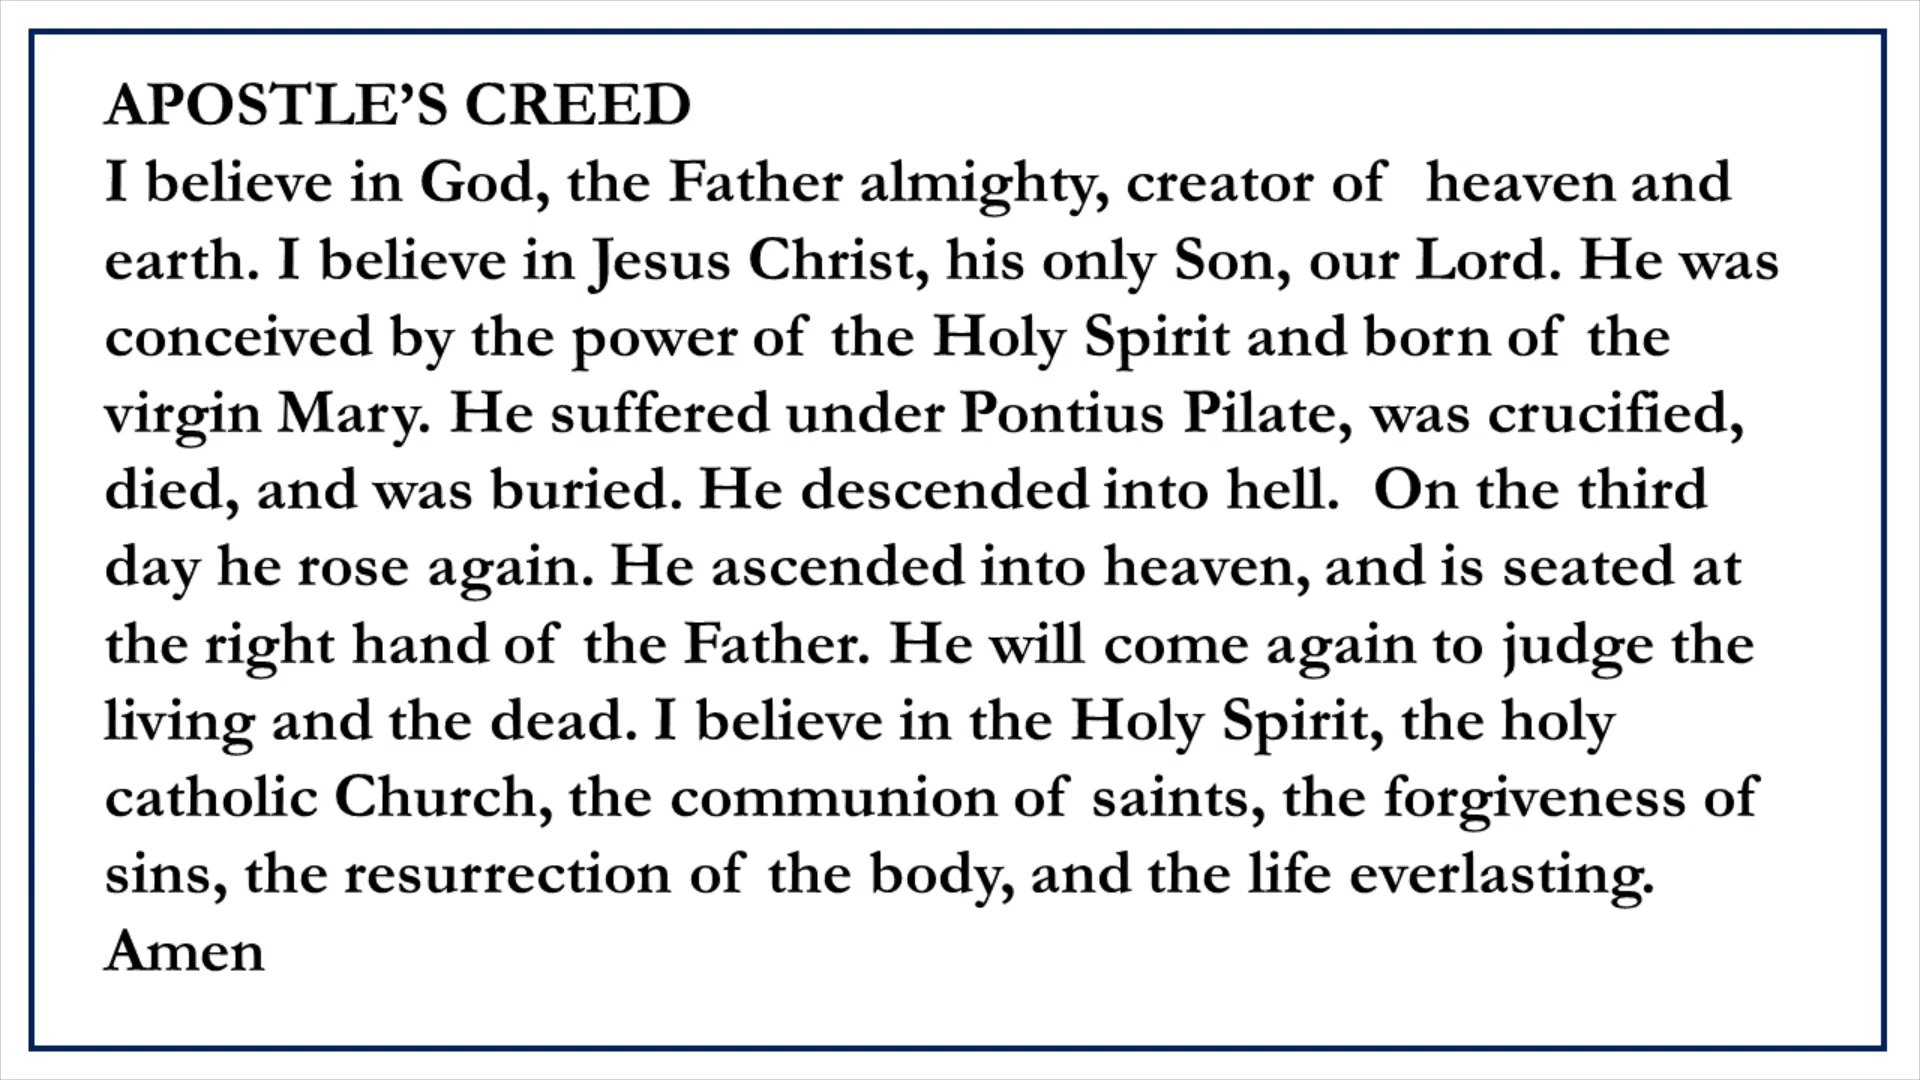 APOSTLE’S CREED
I believe in God, the Father almighty, creator of heaven and
earth. I believe in Jesus Christ, his only Son, our Lord. He was
conceived by the power of the Holy Spirit and born of the
virgin Mary. He suffered under Pontius Pilate, was crucified,
died, and was buried. He descended into hell. On the third
day he rose again. He ascended into heaven, and is seated at
the right hand of the Father. He will come again to judge the
living and the dead. I believe in the Holy Spirit, the holy
catholic Church, the communion of saints, the forgiveness of
sins, the resurrection of the body, and the life everlasting.
Amen